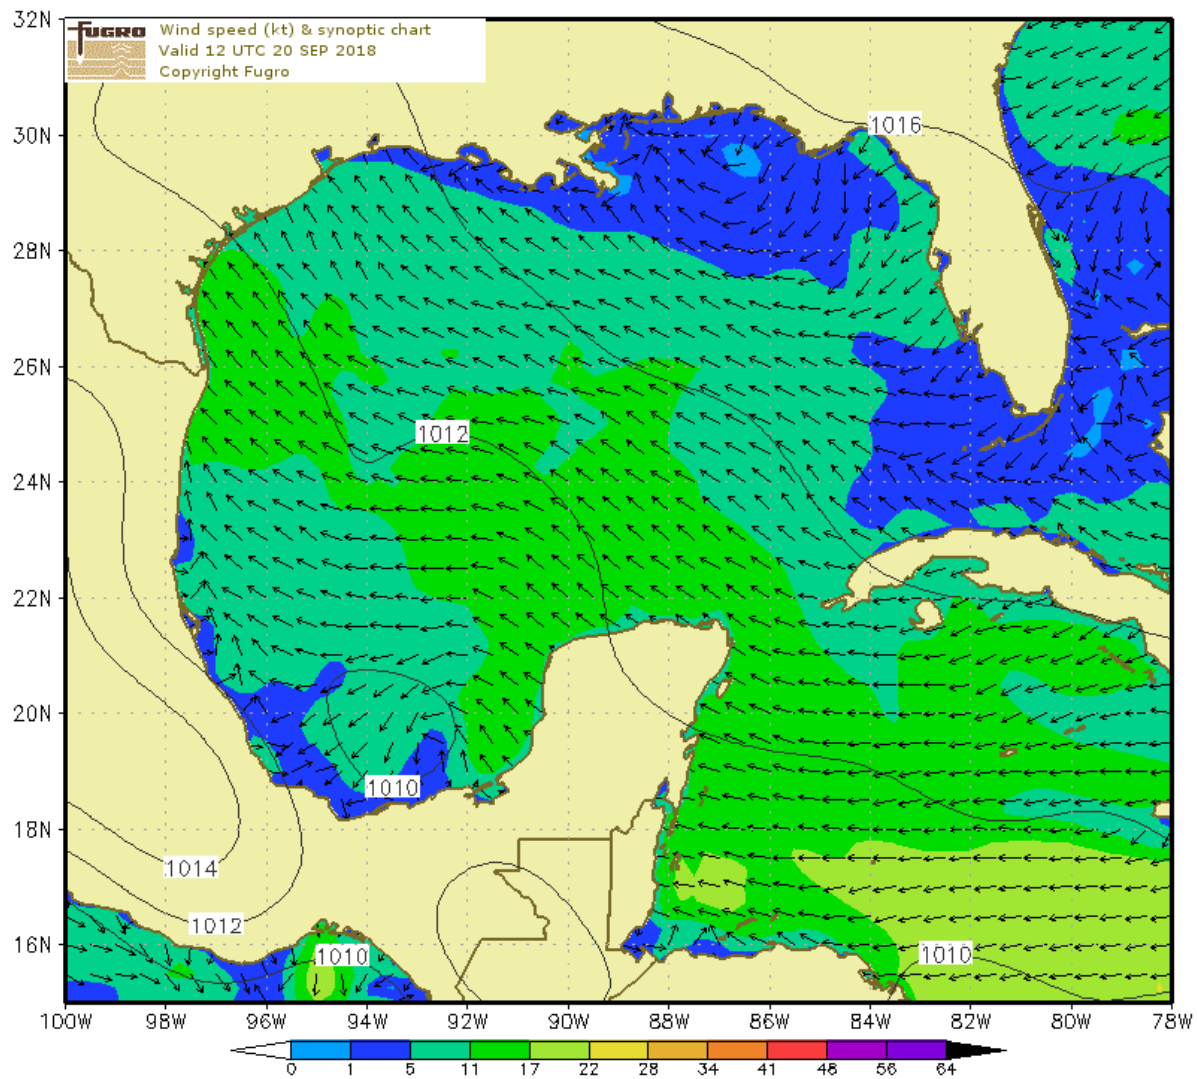 FUGRO
Wind speed (kt) & synoptic chart
Valid 12 UTC 20 SEP 2018
Copyright Fugro
32N
30N
28N
26N
24N
22N
20N
18N
16N
1016
1012
1010
1014
1012
1010
1010
100W 98W 96W 94W 92W 90W 88W 86W 84W 82W 80W 78W
0 1 5 11 17 22 28 34 41 48 56 64